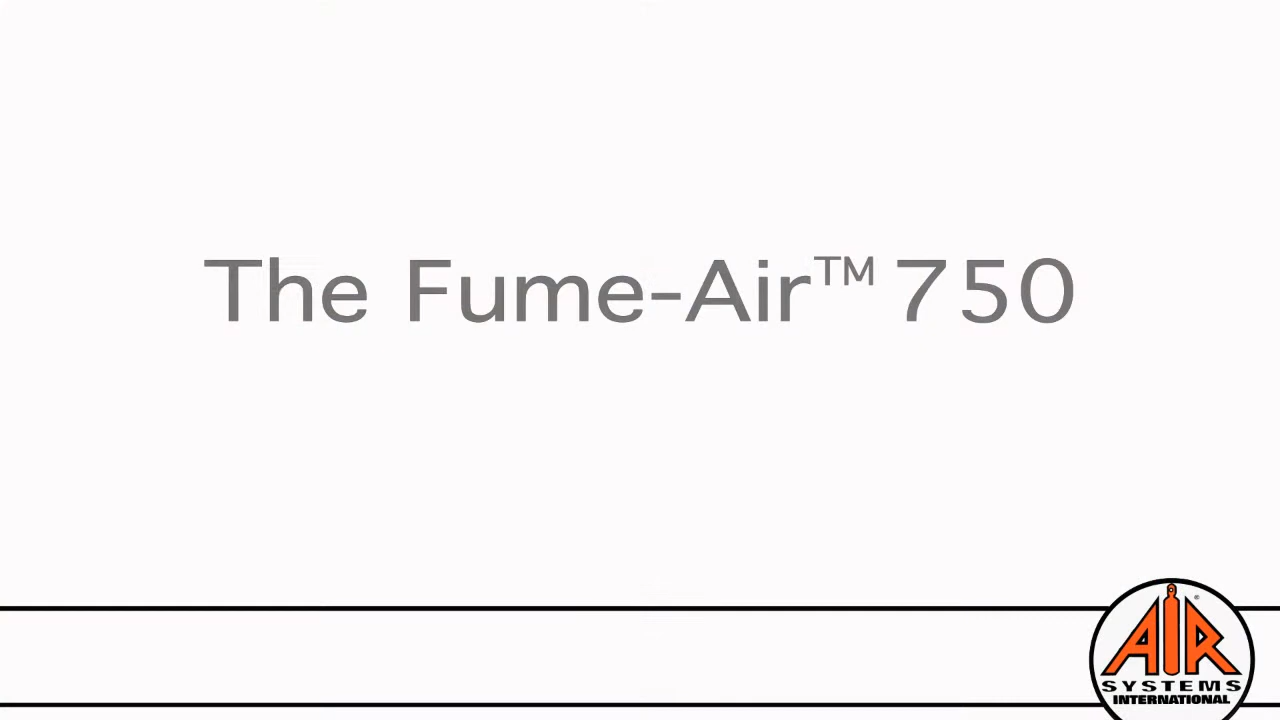 The Fume-Air™ 750
AIR®
SYSTEMS
INTERNATIONAL